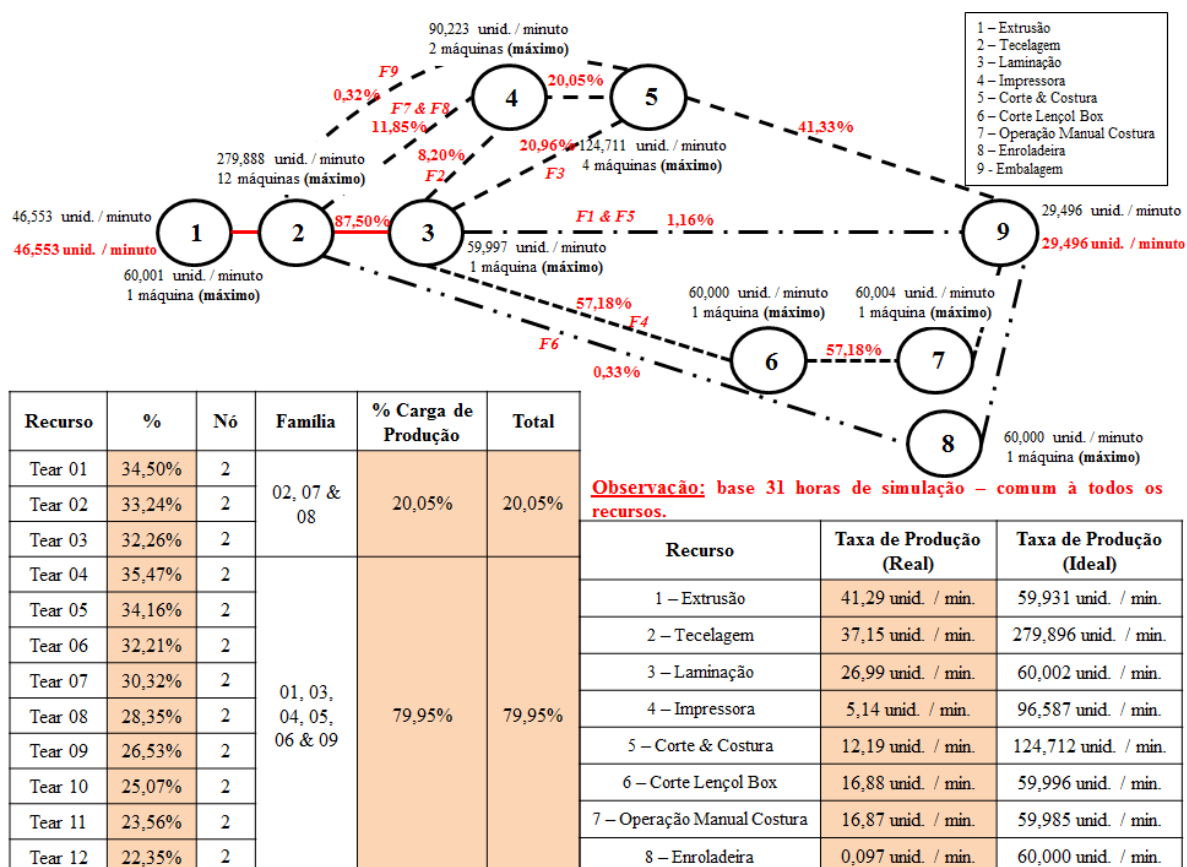 90,223 unid. / minuto
2 máquinas (máximo)
1 – Extrusão
2 – Tecelagem
3 – Laminação
4 – Impressora
5 – Corte & Costura
6 – Corte Lençol Box
7 – Operação Manual Costura
8 – Enroladeira
9 - Embalagem
F9
0,32%
F7 & F8
11,85%
4
20,05%
5
41,33%
8,20%
F2
20,96%
F3
124,711 unid. / minuto
4 máquinas (máximo)
279,888 unid. / minuto
12 máquinas (máximo)
46,553 unid. / minuto
46,553 unid. / minuto
1
2
87,50%
3
F1 & F5
1,16%
9
29,496 unid. / minuto
29,496 unid. / minuto
60,001 unid. / minuto
1 máquina (máximo)
59,997 unid. / minuto
1 máquina (máximo)
57,18%
F4
F6
0,33%
60,000 unid. / minuto
1 máquina (máximo)
60,004 unid. / minuto
1 máquina (máximo)
6
57,18%
7
8
60,000 unid. / minuto
1 máquina (máximo)
Recurso % Nó Família % Carga de Produção Total
Tear 01 34,50% 2 02, 07 & 08 20,05% 20,05%
Tear 02 33,24% 2
Tear 03 32,26% 2
Tear 04 35,47% 2 01, 03, 04, 05, 06 & 09 79,95% 79,95%
Tear 05 34,16% 2
Tear 06 32,21% 2
Tear 07 30,32% 2
Tear 08 28,35% 2
Tear 09 26,53% 2
Tear 10 25,07% 2
Tear 11 23,56% 2
Tear 12 22,35% 2
Observação: base 31 horas de simulação – comum à todos os
recursos.
Recurso Taxa de Produção (Real) Taxa de Produção (Ideal)
1 – Extrusão 41,29 unid. / min. 59,931 unid. / min.
2 – Tecelagem 37,15 unid. / min. 279,896 unid. / min.
3 – Laminação 26,99 unid. / min. 60,002 unid. / min.
4 – Impressora 5,14 unid. / min. 96,587 unid. / min.
5 – Corte & Costura 12,19 unid. / min. 124,712 unid. / min.
6 – Corte Lençol Box 16,88 unid. / min. 59,996 unid. / min.
7 – Operação Manual Costura 16,87 unid. / min. 59,985 unid. / min.
8 – Enroladeira 0,097 unid. / min. 60,000 unid. / min.